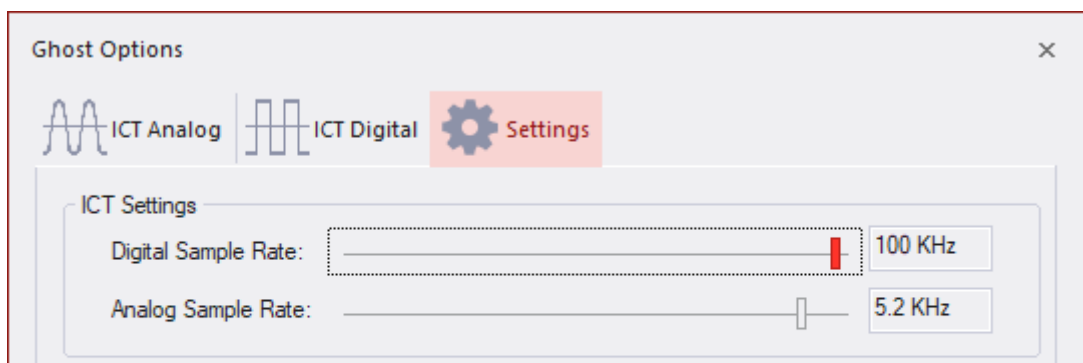 Ghost Options
ICT Analog ICT Digital Settings
ICT Settings
Digital Sample Rate: 100 KHz
Analog Sample Rate: 5.2 KHz